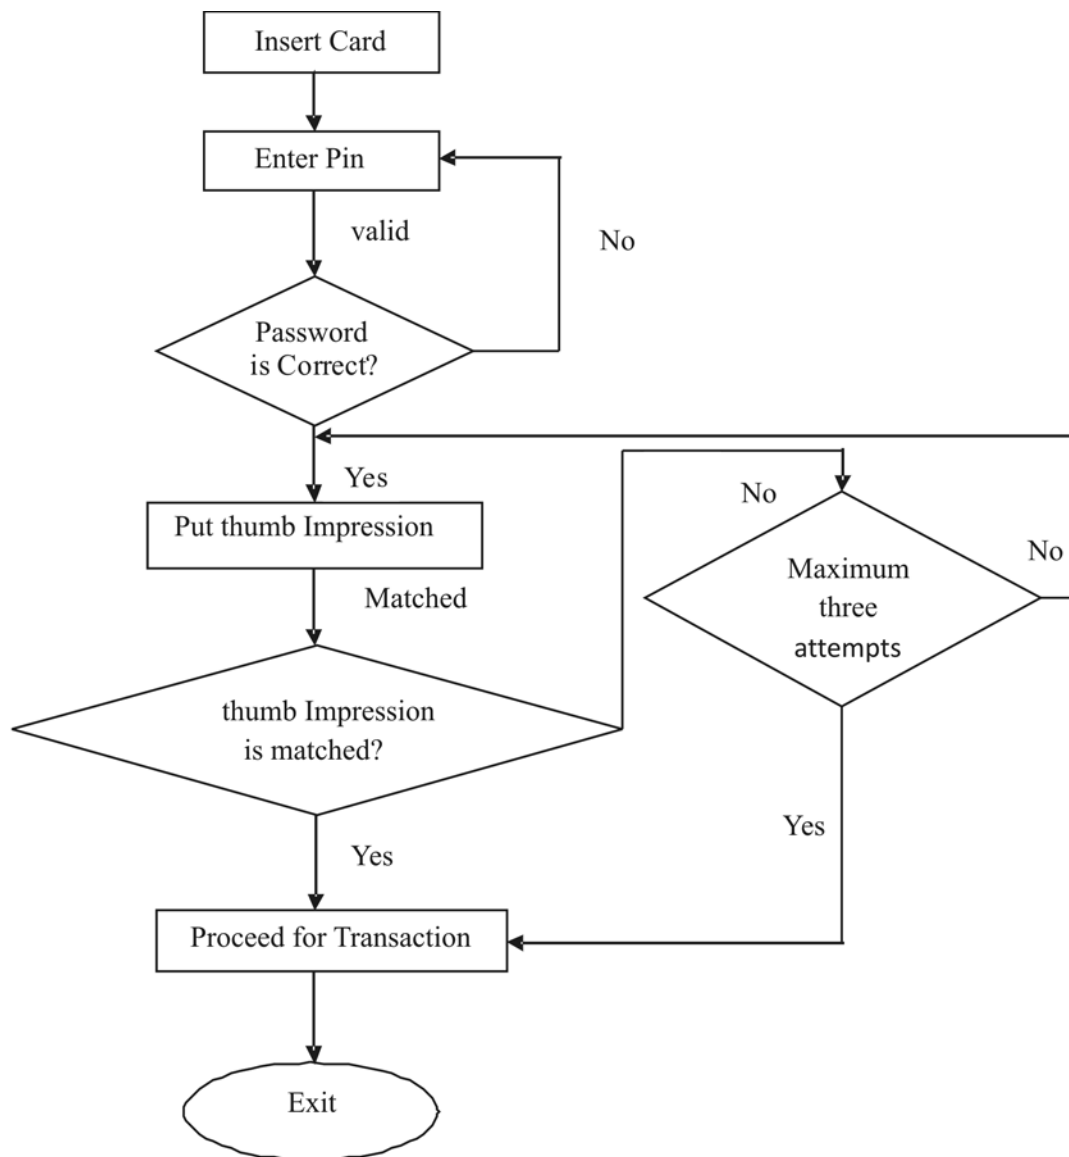 Insert Card
Enter Pin
valid
No
Password
is Correct?
Yes
Put thumb Impression
No
No
Maximum
three
attempts
Matched
thumb Impression
is matched?
Yes
Yes
Proceed for Transaction
Exit